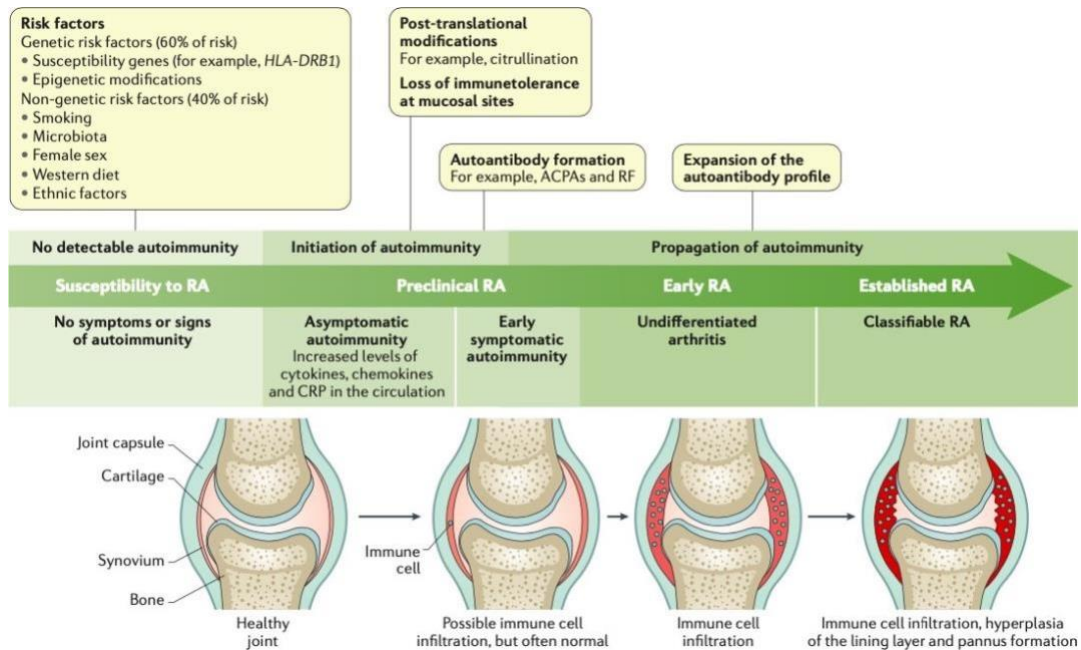 Risk factors
Genetic risk factors (60% of risk)
• Susceptibility genes (for example, HLA-DRB1)
• Epigenetic modifications
Non-genetic risk factors (40% of risk)
• Smoking
• Microbiota
• Female sex
• Western diet
• Ethnic factors
Post-translational
modifications
For example, citrullination
Loss of immunetolerance
at mucosal sites
Autoantibody formation
For example, ACPAs and RF
Expansion of the
autoantibody profile
No detectable autoimmunity
Initiation of autoimmunity
Propagation of autoimmunity
Susceptibility to RA
Preclinical RA
Early RA
Established RA
No symptoms or signs
of autoimmunity
Asymptomatic
autoimmunity
Increased levels of
cytokines, chemokines
and CRP in the circulation
Early
symptomatic
autoimmunity
Undifferentiated
arthritis
Classifiable RA
Joint capsule
Cartilage
Synovium
Bone
Immune
cell
Healthy
joint
Possible immune cell
infiltration, but often normal
Immune cell
infiltration
Immune cell infiltration, hyperplasia
of the lining layer and pannus formation